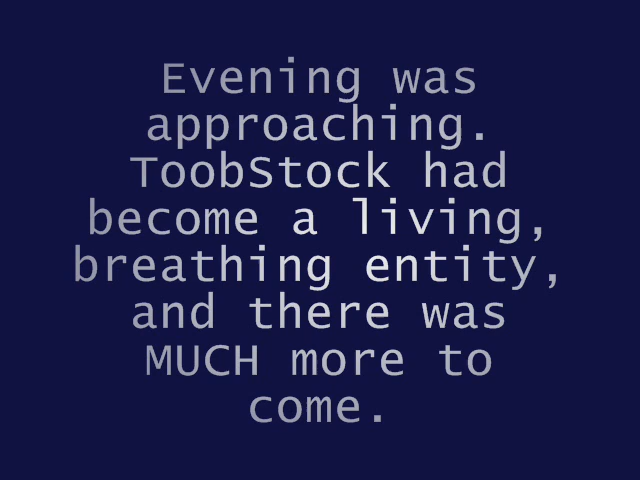 Evening was
approaching.
ToobStock had
become a living,
breathing entity,
and there was
MUCH more to
come.